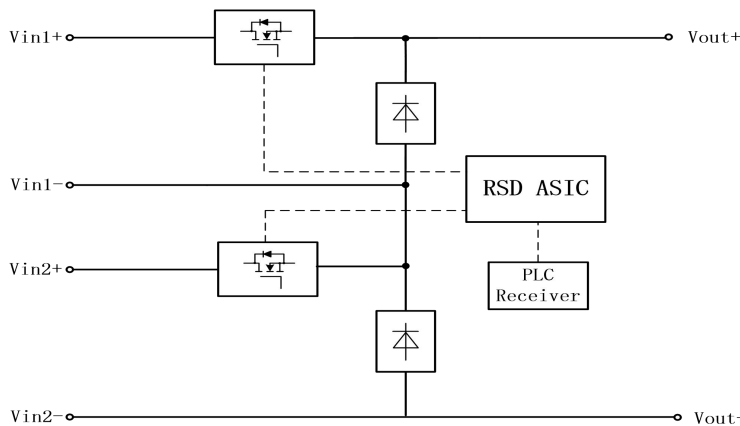 Vin1+
Vout+
Vin1-
RSD ASIC
Vin2+
PLC
Receiver
Vin2-
Vout-